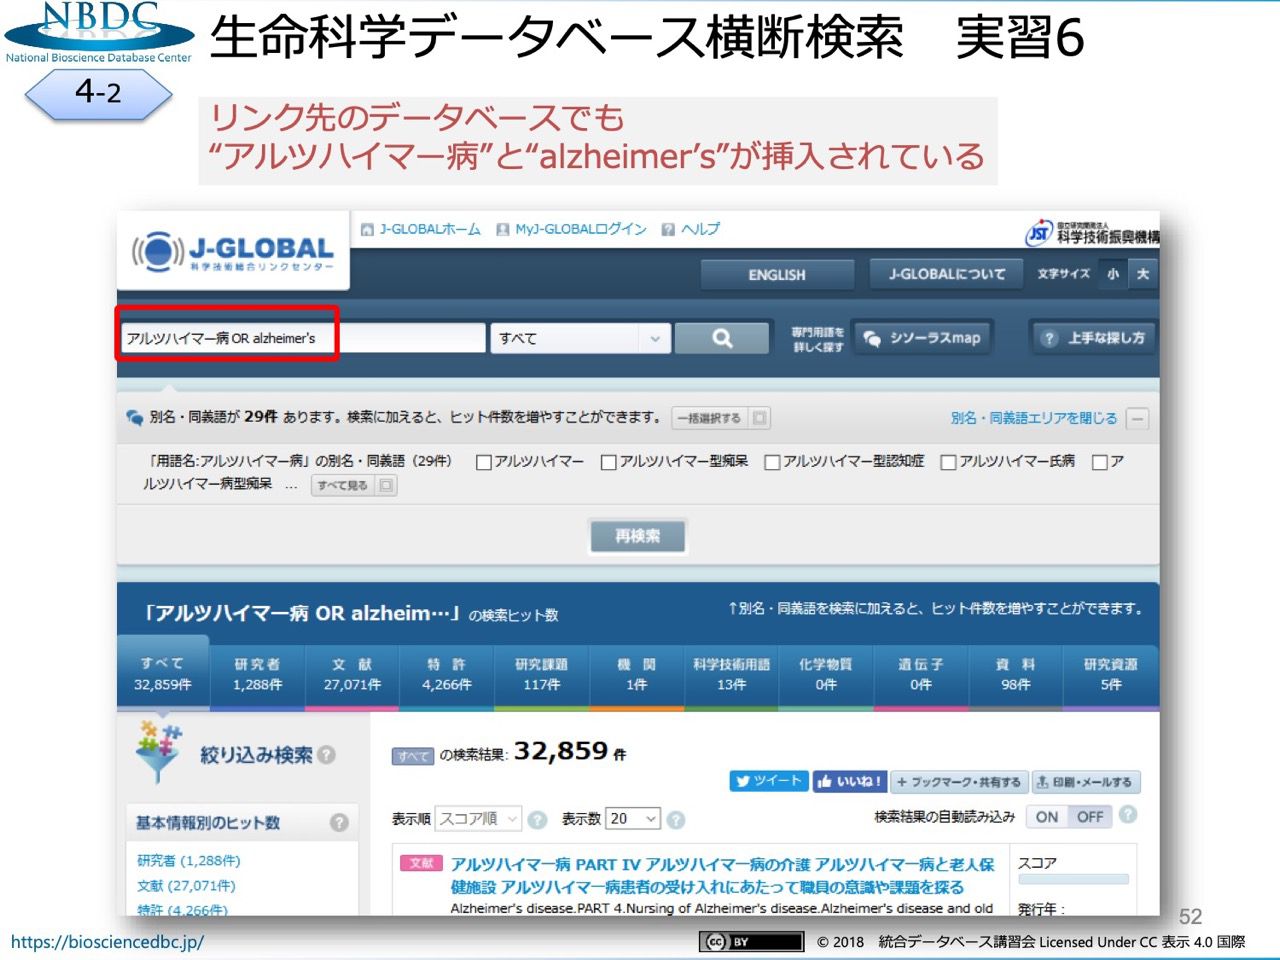 NBDC
National Bioscience Database Center
生命科学データベース横断検索　実習6
4-2
リンク先のデータベースでも
“アルツハイマー病”と“alzheimer’s”が挿入されている
J-GLOBALホーム MyJ-GLOBALログイン ? ヘルプ
J-GLOBAL
科学技術総合リンクセンター
JST 国立研究開発法人
科学技術振興機構
ENGLISH J-GLOBALについて 文字サイズ 小 大
アルツハイマー病 OR alzheimer's すべて 専門用語を
詳しく探す シソーラスmap ? 上手な探し方
別名・同義語が 29件 あります。検索に加えると、ヒット件数を増やすことができます。 一括選択する 別名・同義語エリアを閉じる
「用語名:アルツハイマー病」の別名・同義語（29件） アルツハイマー アルツハイマー型痴呆 アルツハイマー型認知症 アルツハイマー氏病 ア
ルツハイマー病型痴呆 … すべて見る
再検索
「アルツハイマー病 OR alzheim…」の検索ヒット数 ↑別名・同義語を検索に加えると、ヒット件数を増やすことができます。
すべて 研究者 文 献 特 許 研究課題 機 関 科学技術用語 化学物質 遺伝子 資 料 研究資源
32,859件 1,288件 27,071件 4,266件 117件 1件 13件 0件 0件 98件 5件
絞り込み検索 ?
すべて の検索結果: 32,859 件
ツイート いいね！ + ブックマーク・共有する 印刷・メールする
表示順 スコア順 ? 表示数 20 ? 検索結果の自動読み込み ON OFF ?
基本情報別のヒット数 ?
研究者 (1,288件)
文献 (27,071件)
特許 (4,266件)
文献 アルツハイマー病 PART IV アルツハイマー病の介護 アルツハイマー病と老人保
健施設 アルツハイマー病患者の受け入れにあたって職員の意識や課題を探る
Alzheimer's disease.PART 4.Nursing of Alzheimer's disease.Alzheimer's disease and old
スコア
発行年 :
52
https://biosciencedbc.jp/
cc BY © 2018　統合データベース講習会 Licensed Under CC 表示 4.0 国際